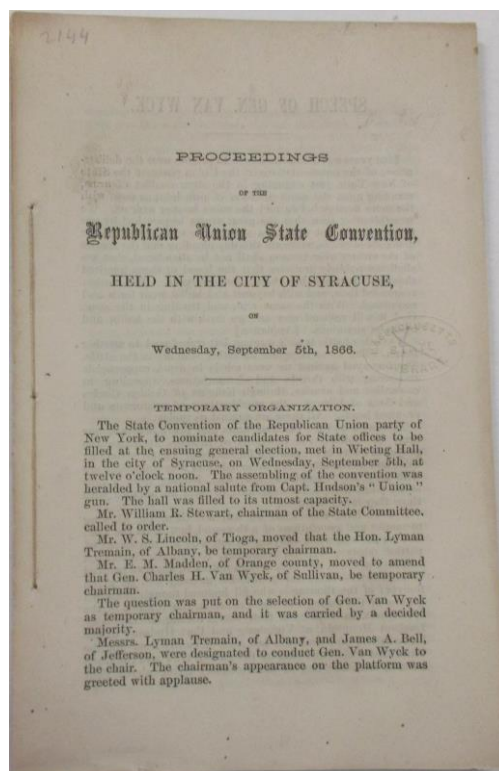 2144
PROCEEDINGS
OF THE
Republican Union State Convention,
HELD IN THE CITY OF SYRACUSE,
ON
Wednesday, September 5th, 1866.
TEMPORARY ORGANIZATION.
The State Convention of the Republican Union party of
New York, to nominate candidates for State offices to be
filled at the ensuing general election, met in Wieting Hall,
in the city of Syracuse, on Wednesday, September 5th, at
twelve o'clock noon. The assembling of the convention was
heralded by a national salute from Capt. Hudson's "Union"
gun. The hall was filled to its utmost capacity.
Mr. William R. Stewart, chairman of the State Committee,
called to order.
Mr. W. S. Lincoln, of Tioga, moved that the Hon. Lyman
Tremain, of Albany, be temporary chairman.
Mr. E. M. Madden, of Orange county, moved to amend
that Gen. Charles H. Van Wyck, of Sullivan, be temporary
chairman.
The question was put on the selection of Gen. Van Wyck
as temporary chairman, and it was carried by a decided
majority.
Messrs. Lyman Tremain, of Albany, and James A. Bell,
of Jefferson, were designated to conduct Gen. Van Wyck to
the chair. The chairman's appearance on the platform was
greeted with applause.